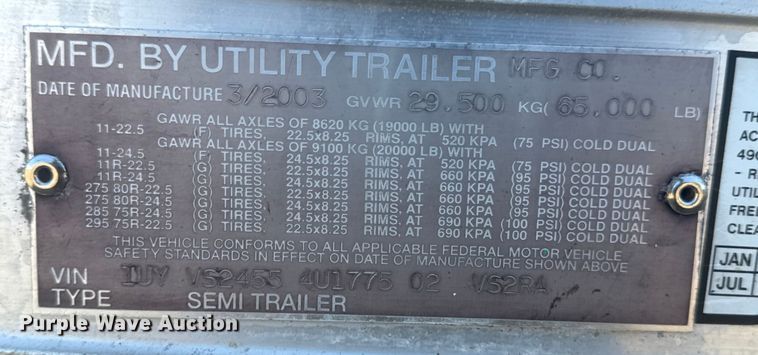 MFD. BY UTILITY TRAILER MFG CO.
DATE OF MANUFACTURE 3/2003 GVWR 29.500 KG( 65.000 LB)
GAWR ALL AXLES OF 8620 KG (19000 LB) WITH
11-22.5 (F) TIRES, 22.5x8.25 RIMS, AT 520 KPA (75 PSI) COLD DUAL
GAWR ALL AXLES OF 9100 KG (20000 LB) WITH
11-24.5 (F) TIRES, 24.5x8.25 RIMS, AT 520 KPA (75 PSI) COLD DUAL
11R-22.5 (G) TIRES, 22.5x8.25 RIMS, AT 660 KPA (95 PSI) COLD DUAL
11R-24.5 (G) TIRES, 24.5x8.25 RIMS, AT 660 KPA (95 PSI) COLD DUAL
275 80R-22.5 (G) TIRES, 22.5x8.25 RIMS, AT 660 KPA (95 PSI) COLD DUAL
275 80R-24.5 (G) TIRES, 24.5x8.25 RIMS, AT 660 KPA (95 PSI) COLD DUAL
285 75R-24.5 (G) TIRES, 24.5x8.25 RIMS, AT 660 KPA (95 PSI) COLD DUAL
295 75R-22.5 (G) TIRES, 22.5x8.25 RIMS, AT 690 KPA (100 PSI) COLD DUAL
THIS VEHICLE CONFORMS TO ALL APPLICABLE FEDERAL MOTOR VEHICLE
SAFETY STANDARDS IN EFFECT ON DATE OF MANUFACTURE SHOWN ABOVE
VIN 1UY VS2455 4U1775 02 VS2RA 4
TYPE SEMI TRAILER
TH
AC
490
- R
UTIL
FREI
CLEA
JAN
JUL
Purple Wave Auction